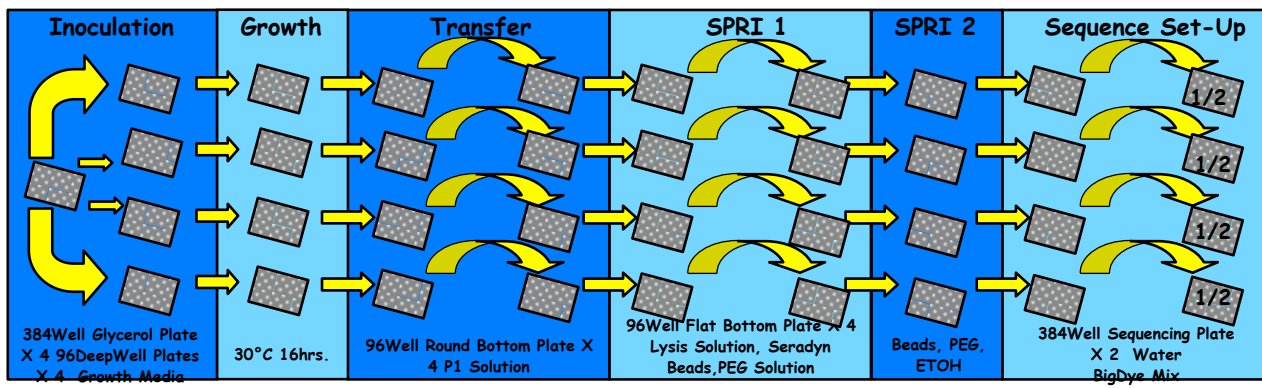 Inoculation
Growth
Transfer
SPRI 1
SPRI 2
Sequence Set-Up
1/2
1/2
1/2
1/2
384Well Glycerol Plate
X 4 96DeepWell Plates
X 4 Growth Media
30°C 16hrs.
96Well Round Bottom Plate X
4 P1 Solution
96Well Flat Bottom Plate X 4
Lysis Solution, Seradyn
Beads,PEG Solution
Beads, PEG,
ETOH
384Well Sequencing Plate
X 2 Water
BigDye Mix